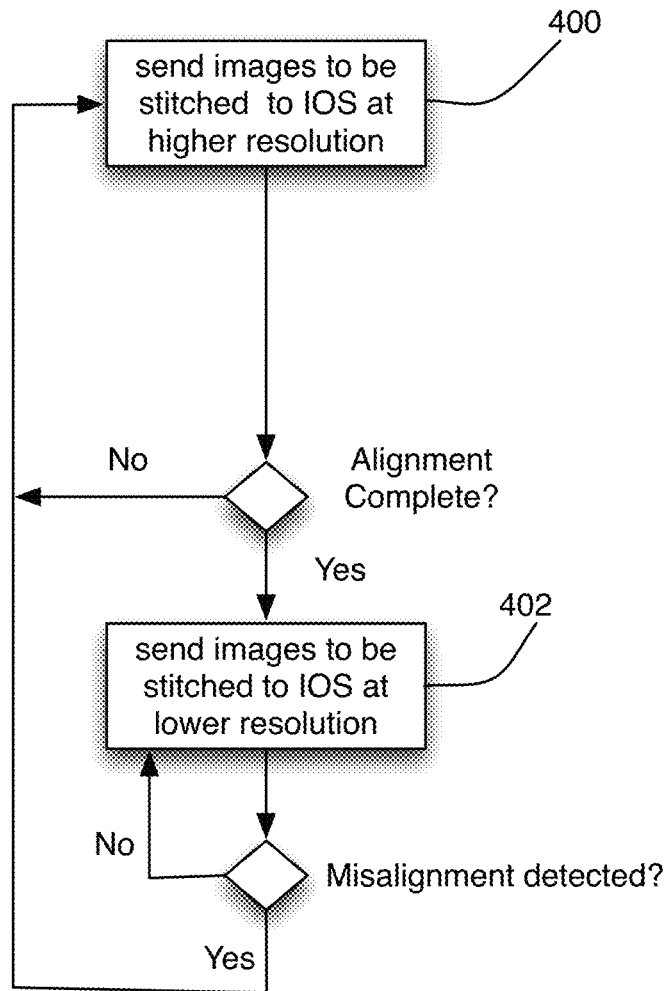 400
send images to be
stitched to IOS at
higher resolution
No
Alignment
Complete?
Yes
402
send images to be
stitched to IOS at
lower resolution
No
Misalignment detected?
Yes